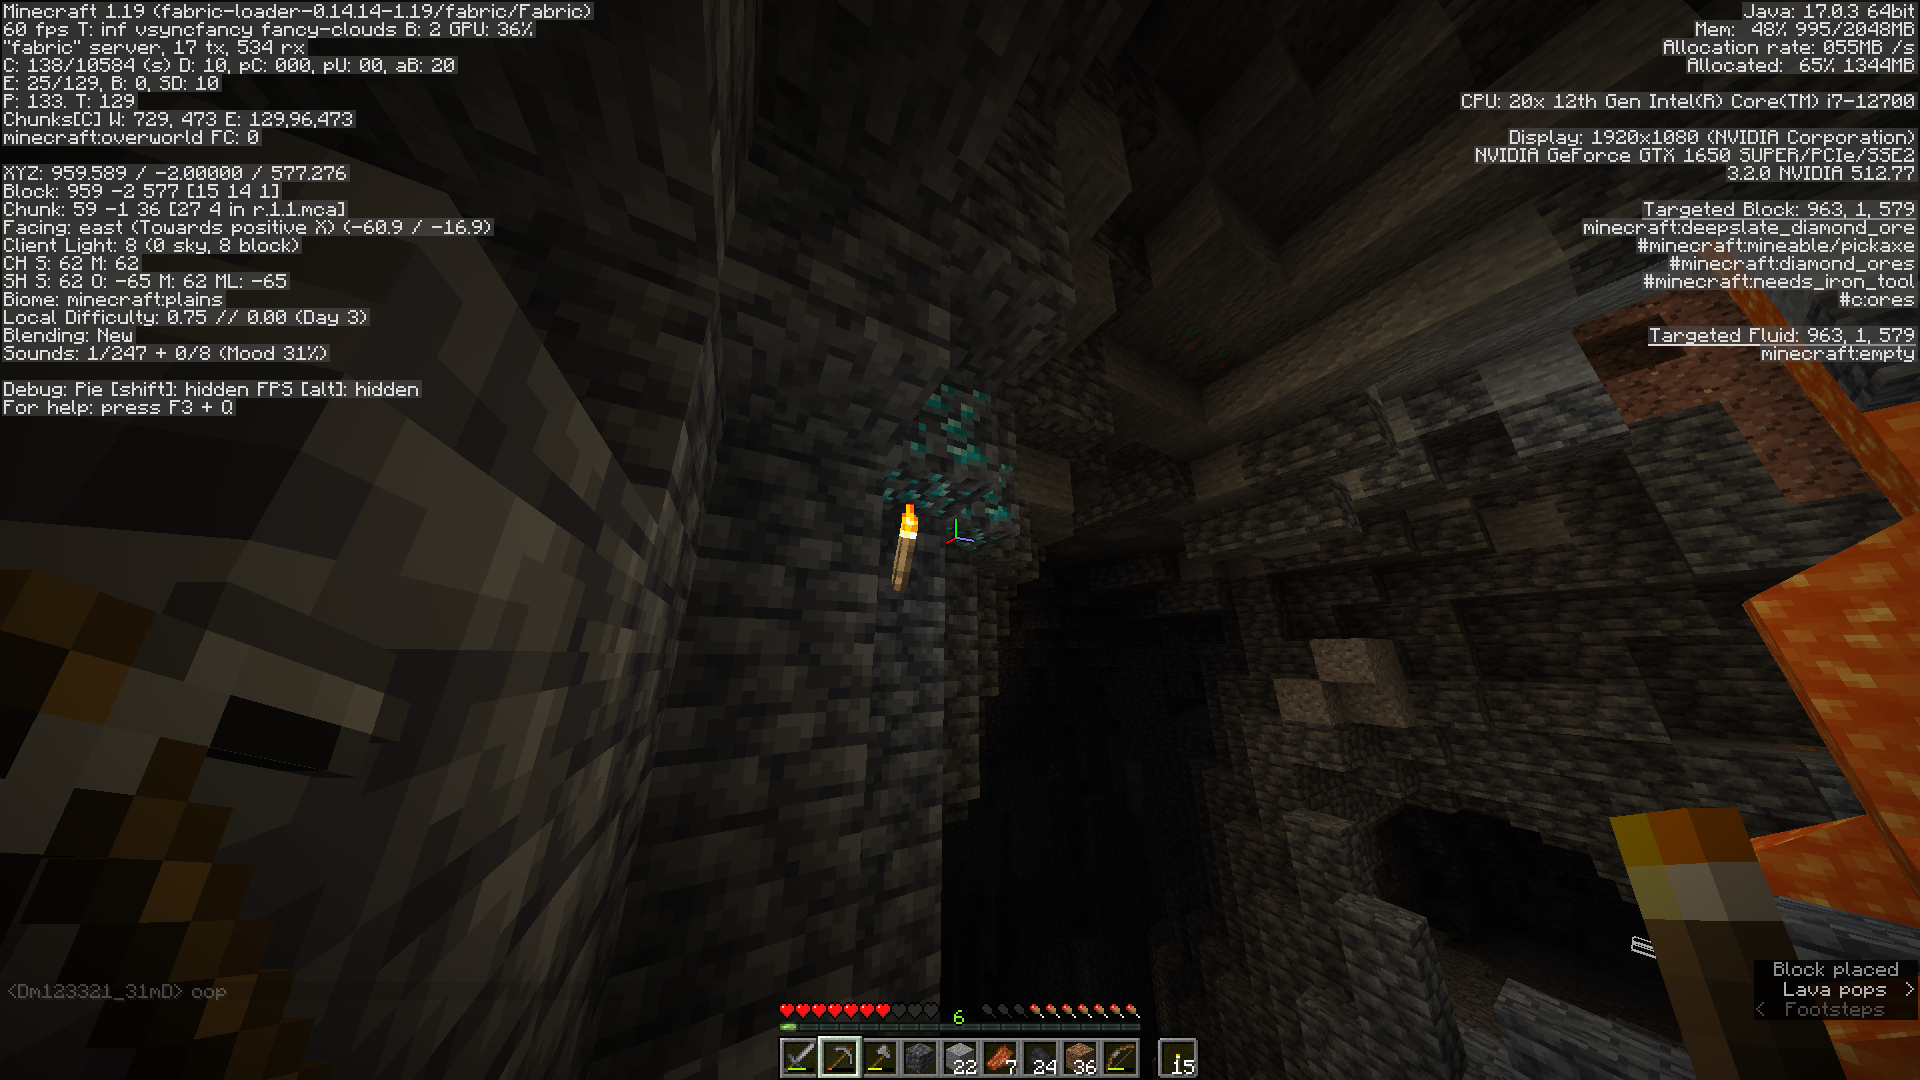 Minecraft 1.19 (fabric-loader-0.14.14-1.19/fabric/Fabric)
60 fps T: inf vsyncfancy fancy-clouds B: 2 GPU: 36%
"fabric" server, 17 tx, 534 rx
C: 138/10584 (s) D: 10, pC: 000, pU: 00, aB: 20
E: 25/129, B: 0, SD: 10
P: 133. T: 129
Chunks[C] W: 729, 473 E: 129,96,473
minecraft:overworld FC: 0
XYZ: 959.589 / -2.00000 / 577.276
Block: 959 -2 577 [15 14 1]
Chunk: 59 -1 36 [27 4 in r.1.1.mca]
Facing: east (Towards positive X) (-60.9 / -16.9)
Client Light: 8 (0 sky, 8 block)
CH S: 62 M: 62
SH S: 62 O: -65 M: 62 ML: -65
Biome: minecraft:plains
Local Difficulty: 0.75 // 0.00 (Day 3)
Blending: New
Sounds: 1/247 + 0/8 (Mood 31%)
Debug: Pie [shift]: hidden FPS [alt]: hidden
For help: press F3 + Q
Java: 17.0.3 64bit
Mem: 48% 995/2048MB
Allocation rate: 055MB /s
Allocated: 65% 1344MB
CPU: 20x 12th Gen Intel(R) Core(TM) i7-12700
Display: 1920x1080 (NVIDIA Corporation)
NVIDIA GeForce GTX 1650 SUPER/PCIe/SSE2
3.2.0 NVIDIA 512.77
Targeted Block: 963, 1, 579
minecraft:deepslate_diamond_ore
#minecraft:mineable/pickaxe
#minecraft:diamond_ores
#minecraft:needs_iron_tool
#c:ores
Targeted Fluid: 963, 1, 579
minecraft:empty
<Dm123321_31mD> oop
Block placed
Lava pops >
< Footsteps
6
22 7 24 36 15